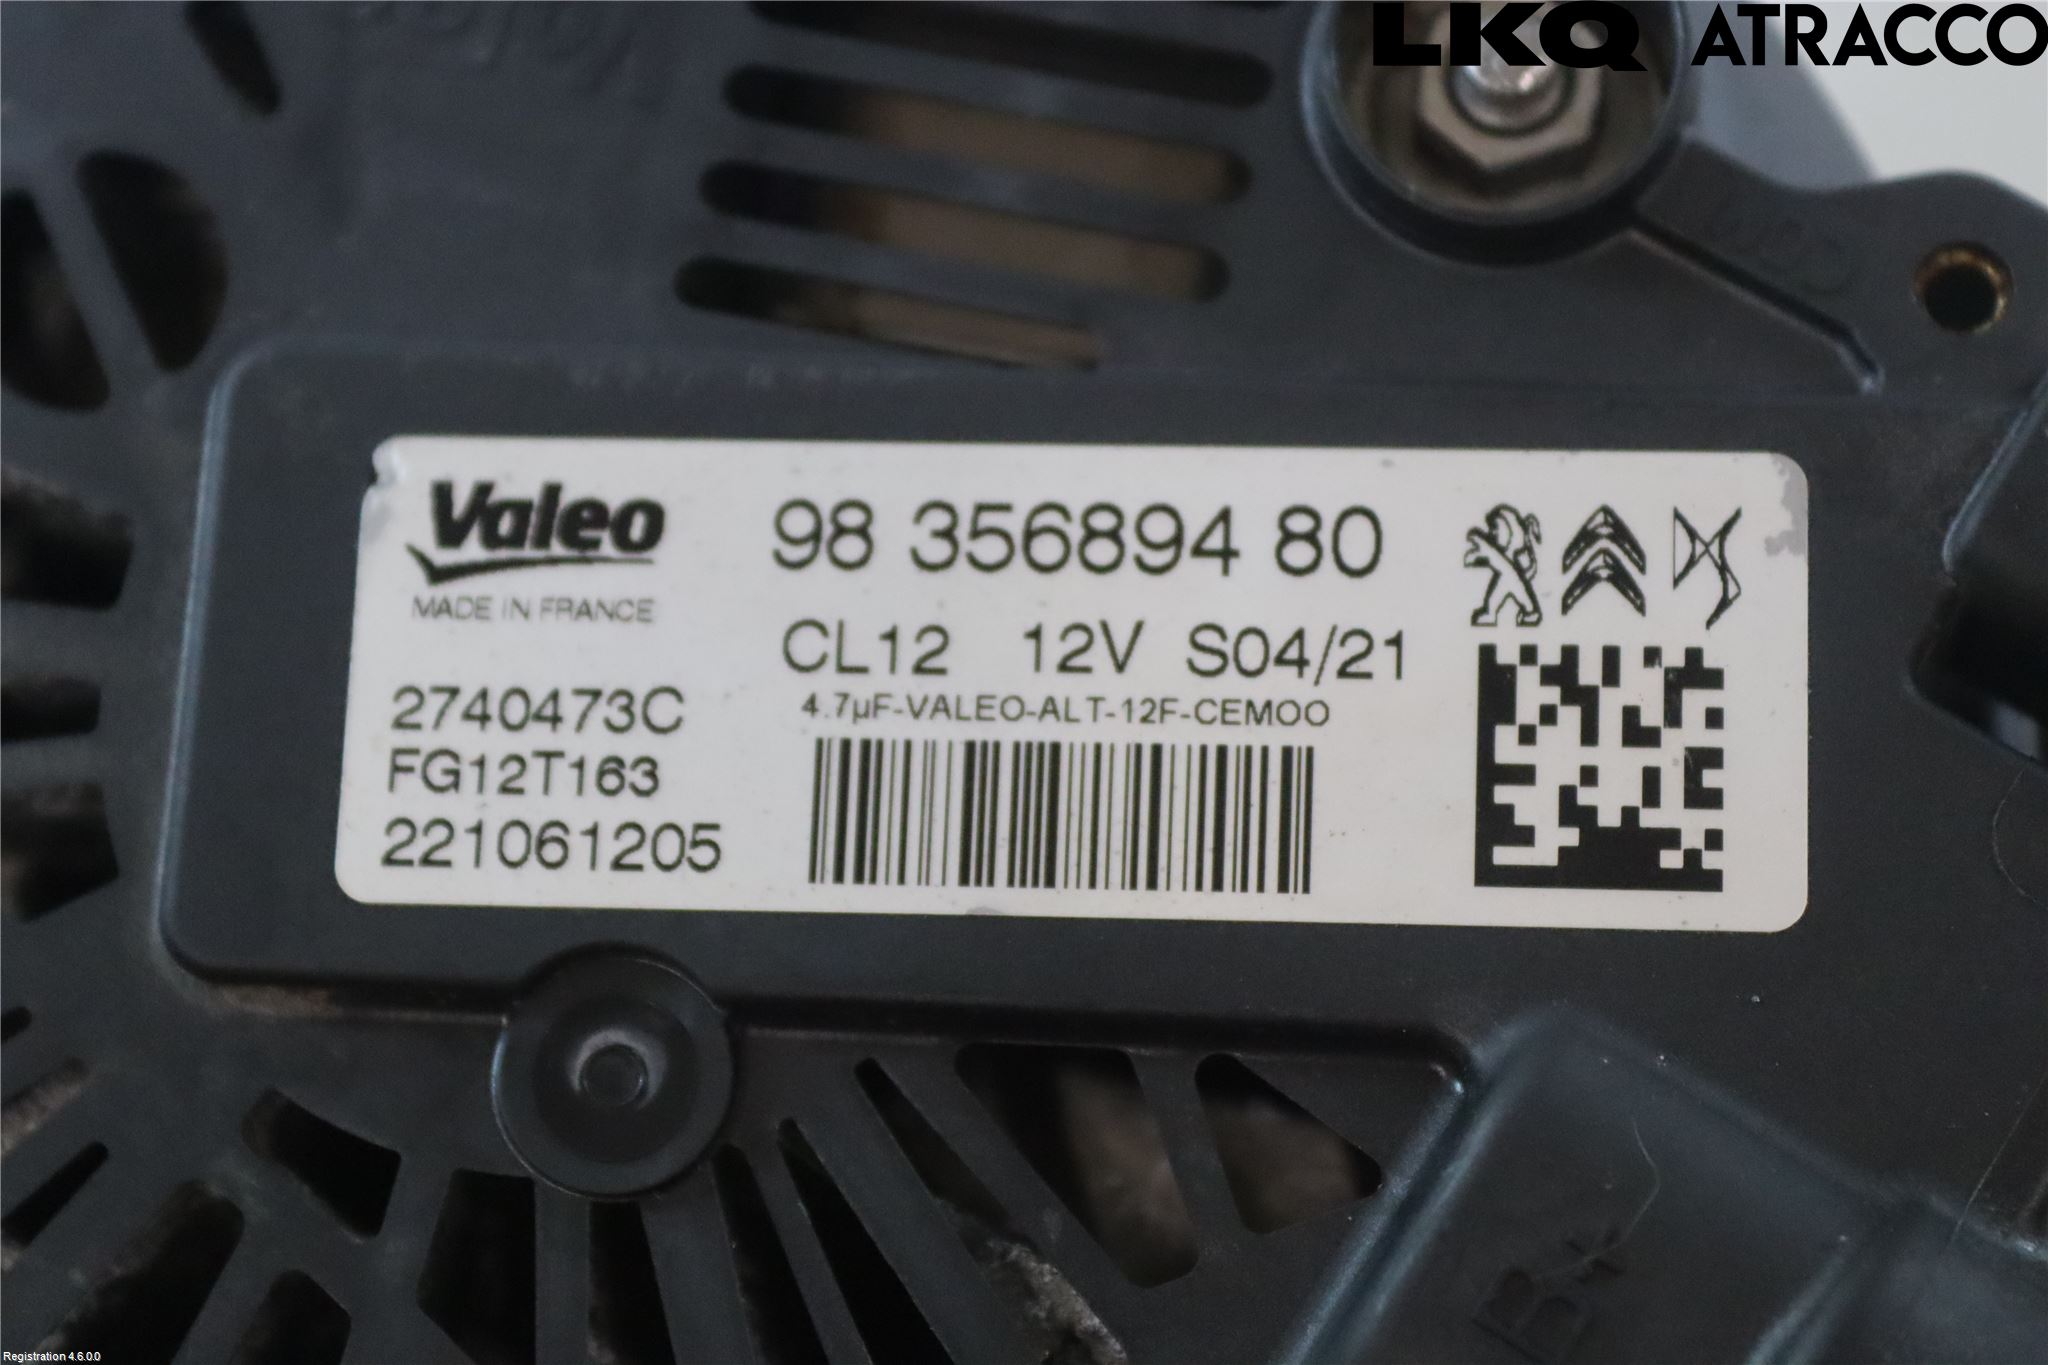 LKQ ATRACCO
Valeo
MADE IN FRANCE
98 356894 80
CL12 12V S04/21
4.7µF-VALEO-ALT-12F-CEMOO
2740473C
FG12T163
221061205
B+
Registration 4.6.0.0